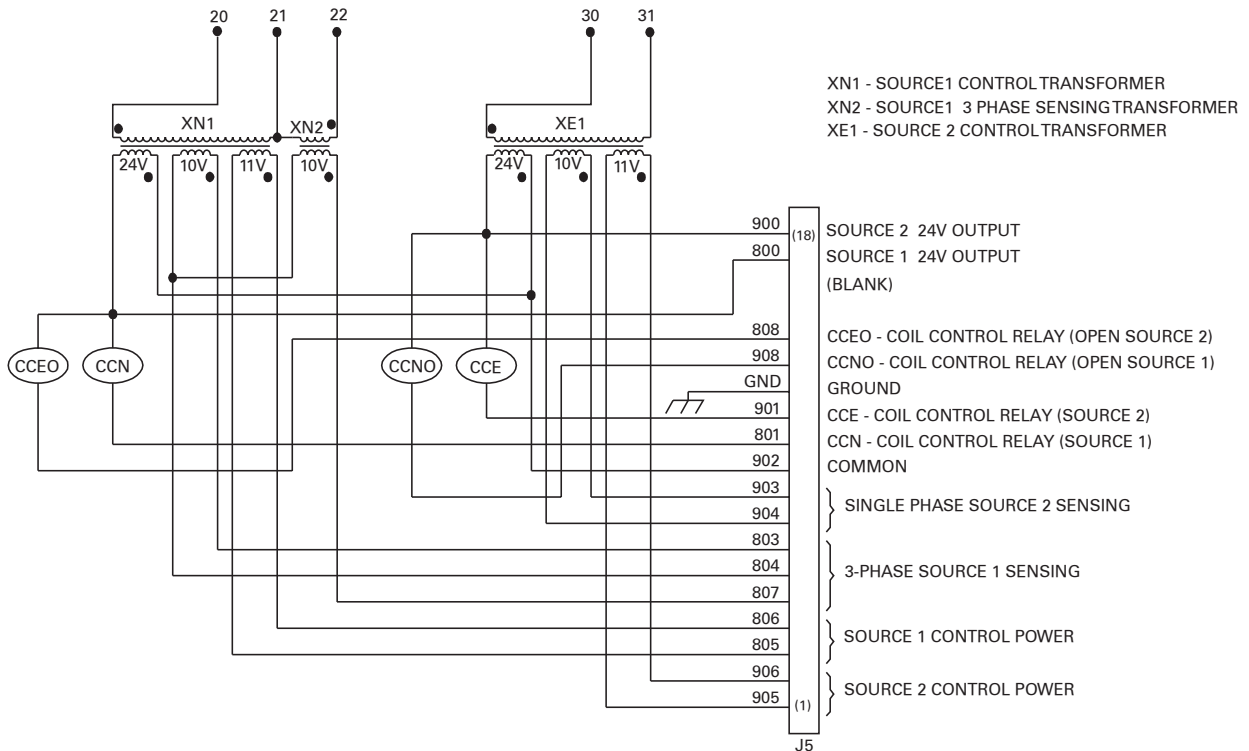 20 21 22 30 31
XN1 - SOURCE1 CONTROL TRANSFORMER
XN2 - SOURCE1 3 PHASE SENSING TRANSFORMER
XE1 - SOURCE 2 CONTROL TRANSFORMER
XN1 XN2 XE1
24V 10V 11V 10V 24V 10V 11V
900 (18) SOURCE 2 24V OUTPUT
800 SOURCE 1 24V OUTPUT
(BLANK)
808 CCEO - COIL CONTROL RELAY (OPEN SOURCE 2)
CCEO CCN CCNO CCE
908 CCNO - COIL CONTROL RELAY (OPEN SOURCE 1)
GND GROUND
901 CCE - COIL CONTROL RELAY (SOURCE 2)
801 CCN - COIL CONTROL RELAY (SOURCE 1)
902 COMMON
903
SINGLE PHASE SOURCE 2 SENSING
904
803
804 3-PHASE SOURCE 1 SENSING
807
806
SOURCE 1 CONTROL POWER
805
906
SOURCE 2 CONTROL POWER
905 (1)
J5